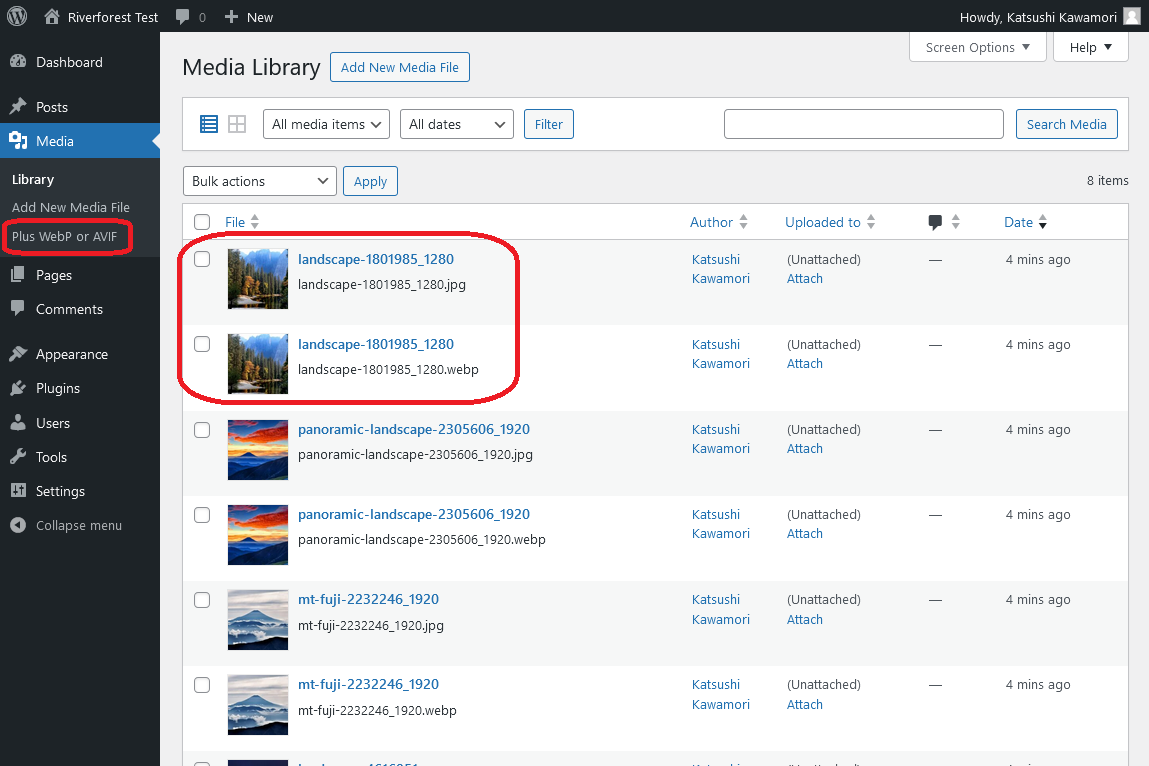 Riverforest Test 0 New Howdy, Katsushi Kawamori
Screen Options Help
Dashboard
Posts
Media
Library
Add New Media File
Plus WebP or AVIF
Pages
Comments
Appearance
Plugins
Users
Tools
Settings
Collapse menu
Media Library Add New Media File
All media items All dates Filter Search Media
Bulk actions Apply 8 items
File Author Uploaded to Date
landscape-1801985_1280 Katsushi Kawamori (Unattached) — 4 mins ago
landscape-1801985_1280.jpg Attach
landscape-1801985_1280 Katsushi Kawamori (Unattached) — 4 mins ago
landscape-1801985_1280.webp Attach
panoramic-landscape-2305606_1920 Katsushi Kawamori (Unattached) — 4 mins ago
panoramic-landscape-2305606_1920.jpg Attach
panoramic-landscape-2305606_1920 Katsushi Kawamori (Unattached) — 4 mins ago
panoramic-landscape-2305606_1920.webp Attach
mt-fuji-2232246_1920 Katsushi Kawamori (Unattached) — 4 mins ago
mt-fuji-2232246_1920.jpg Attach
mt-fuji-2232246_1920 Katsushi Kawamori (Unattached) — 4 mins ago
mt-fuji-2232246_1920.webp Attach